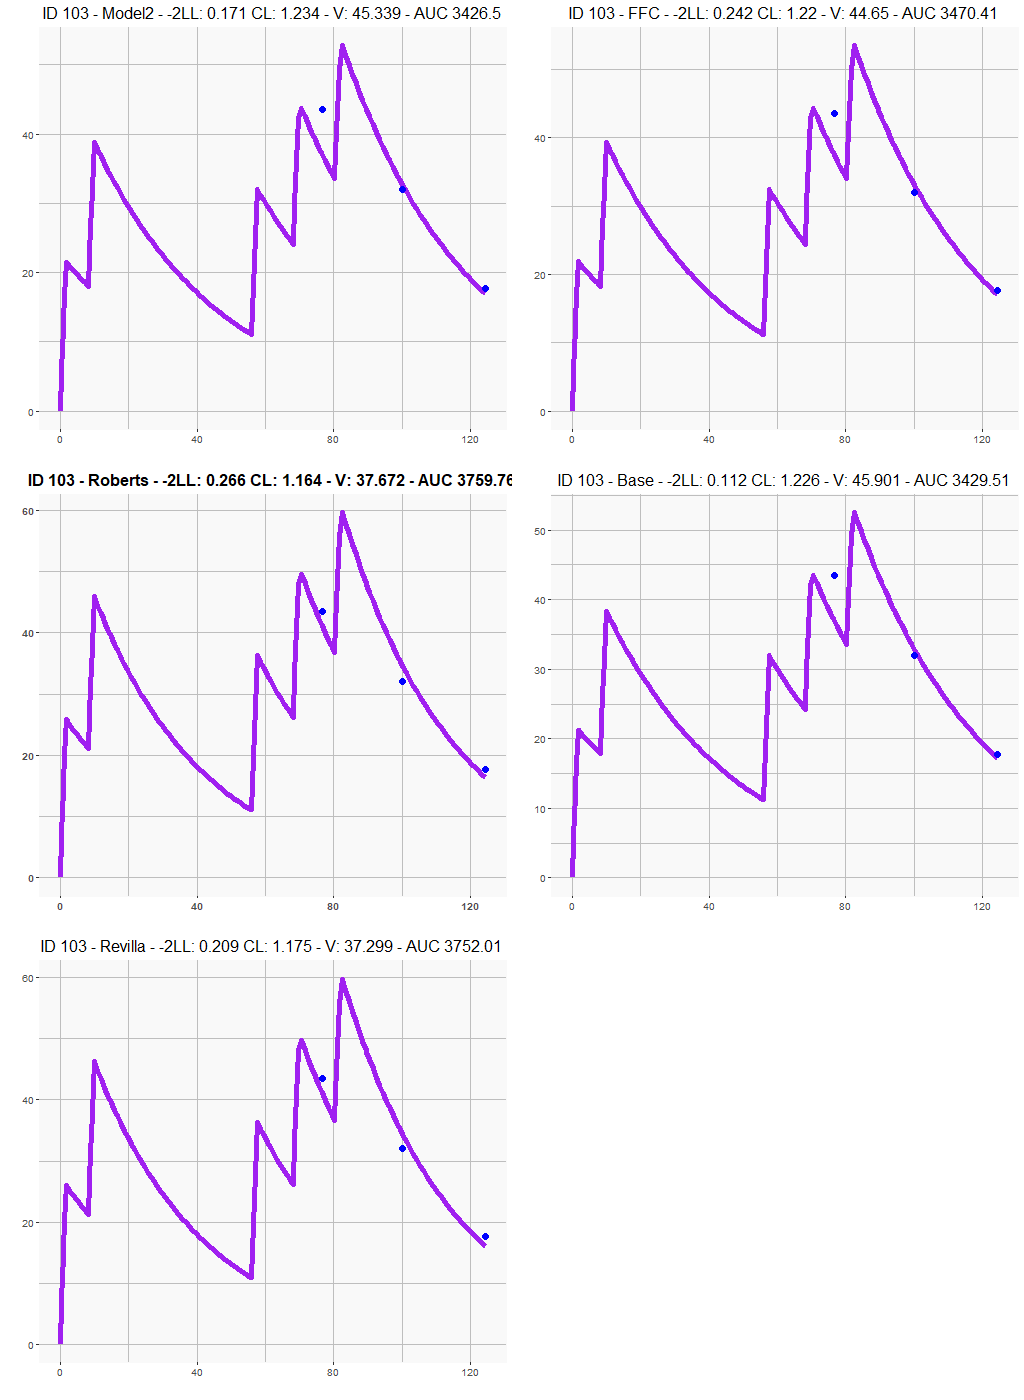 ID 103 - Model2 - -2LL: 0.171 CL: 1.234 - V: 45.339 - AUC 3426.5
40
20
0
0 40 80 120
ID 103 - FFC - -2LL: 0.242 CL: 1.22 - V: 44.65 - AUC 3470.41
40
20
0
0 40 80 120
ID 103 - Roberts - -2LL: 0.266 CL: 1.164 - V: 37.672 - AUC 3759.76
60
40
20
0
0 40 80 120
ID 103 - Base - -2LL: 0.112 CL: 1.226 - V: 45.901 - AUC 3429.51
50
40
30
20
10
0
0 40 80 120
ID 103 - Revilla - -2LL: 0.209 CL: 1.175 - V: 37.299 - AUC 3752.01
60
40
20
0
0 40 80 120